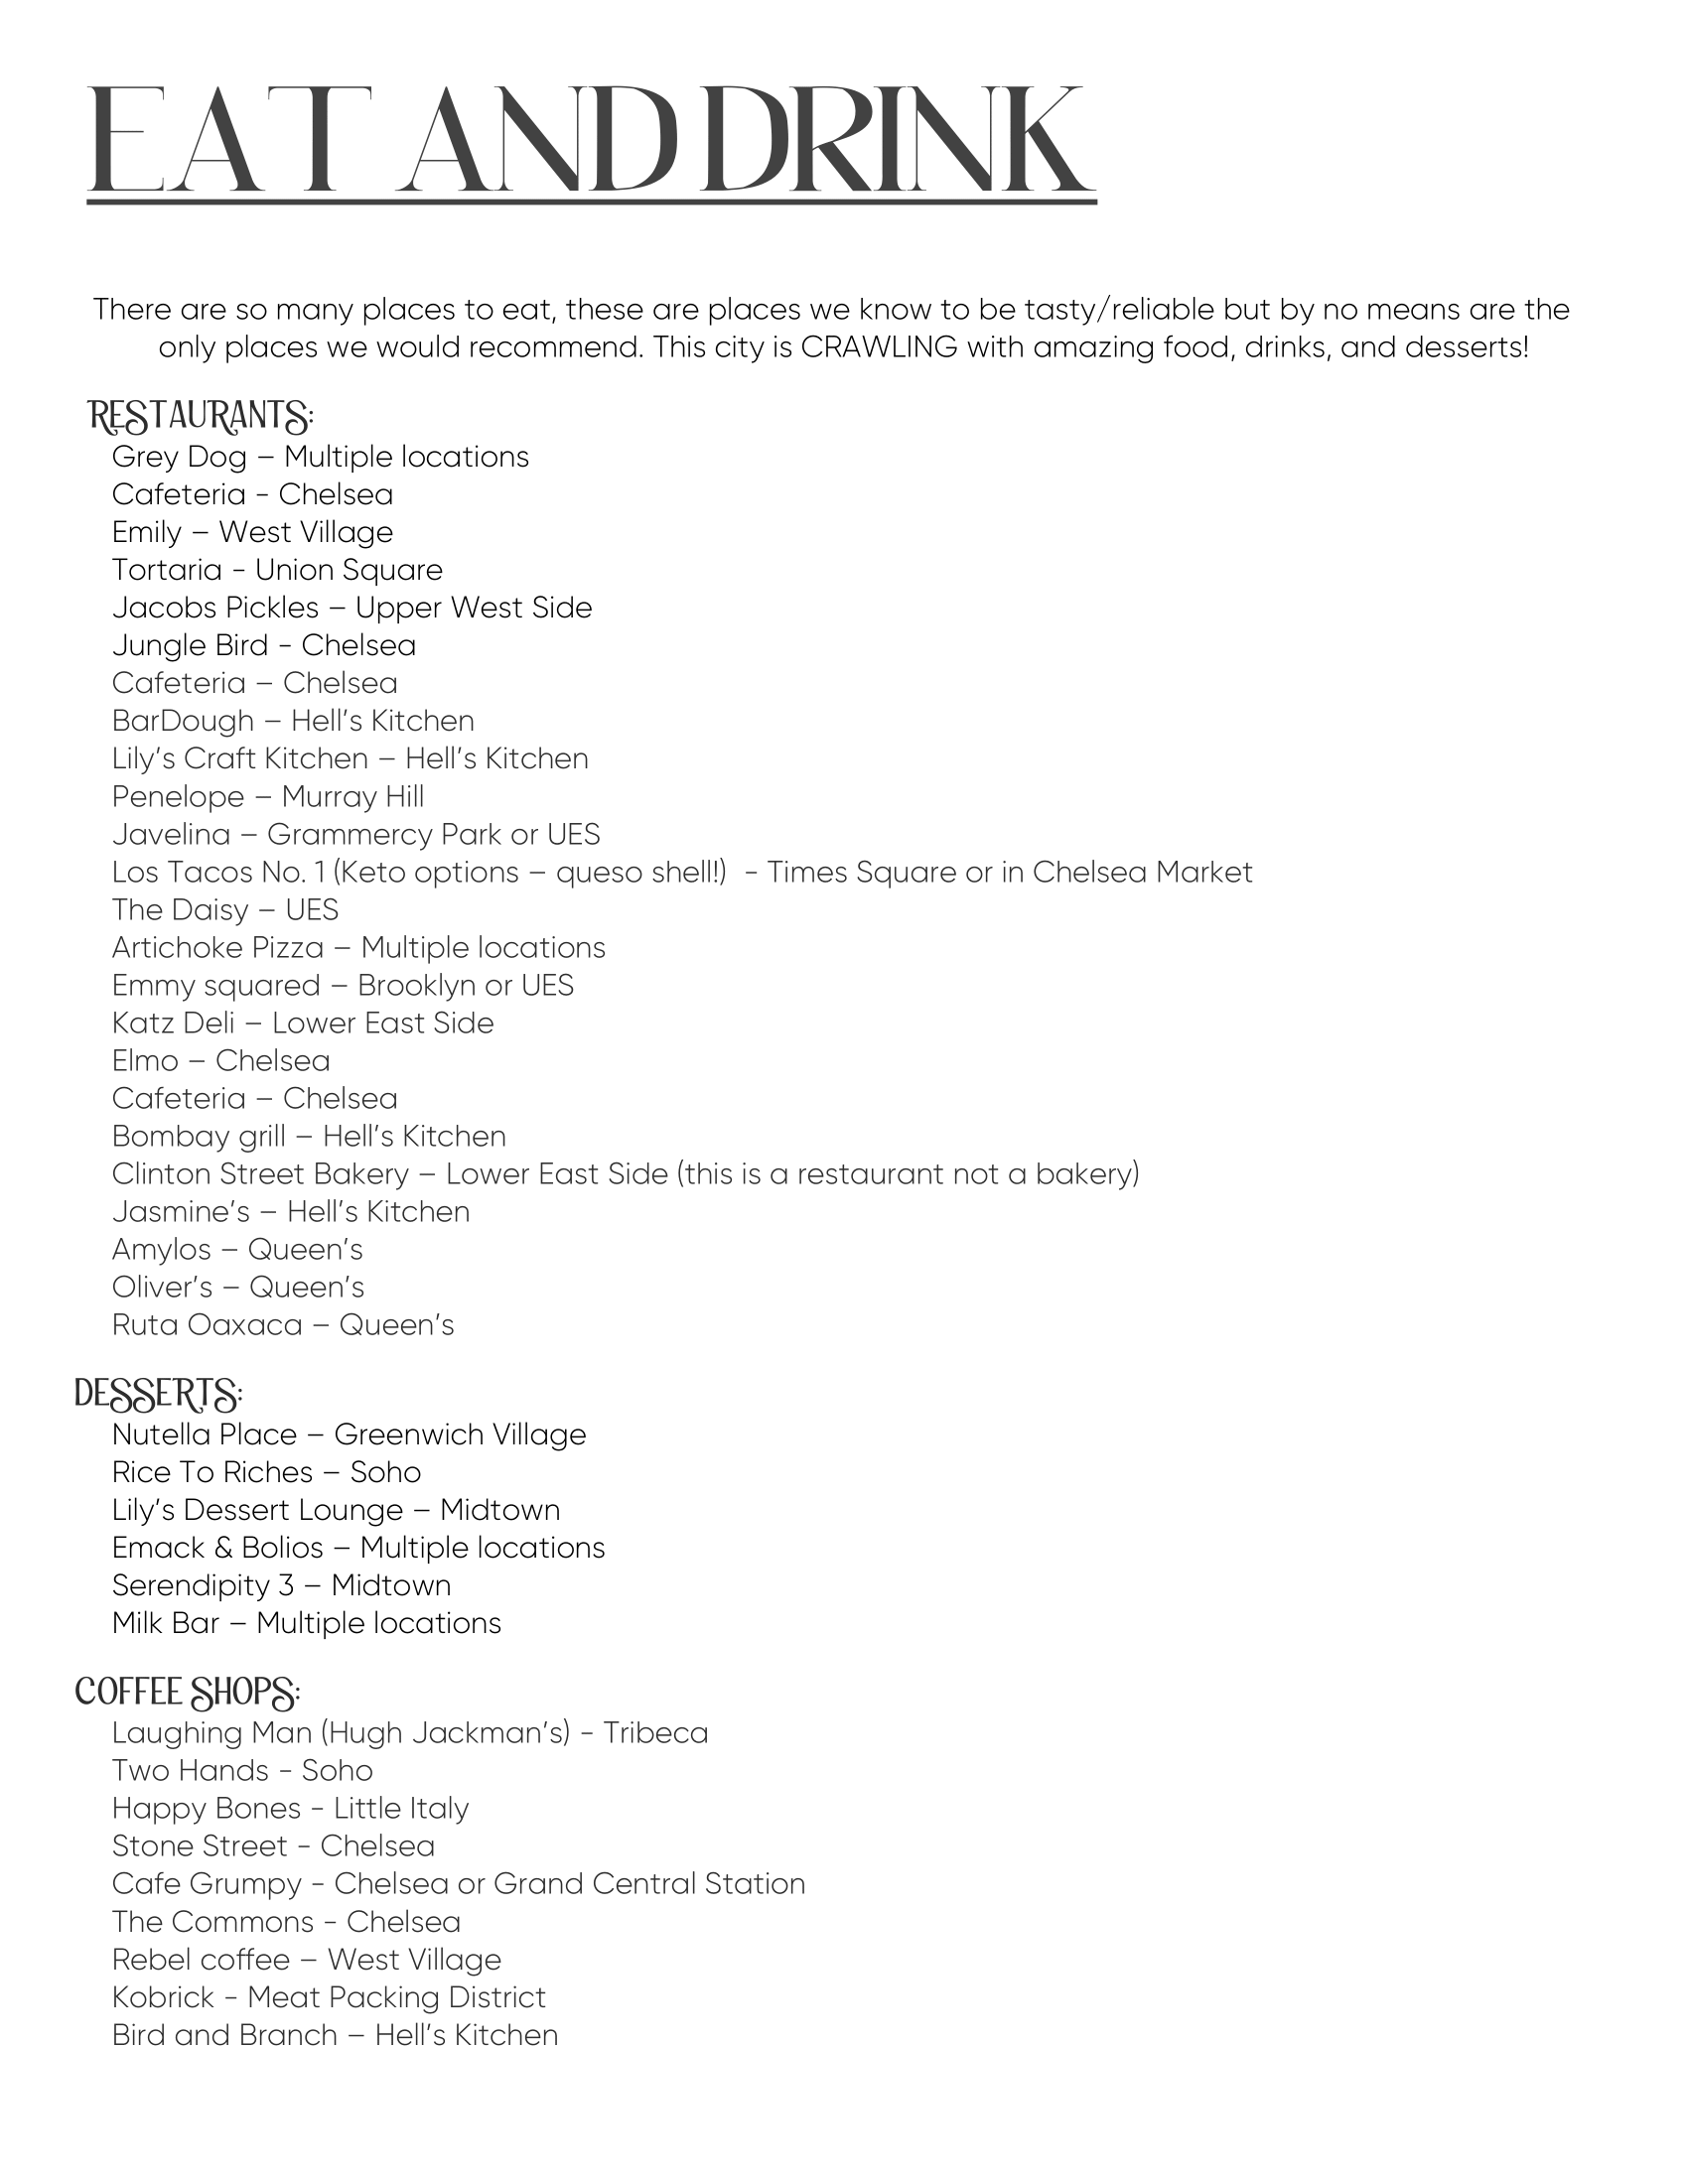 EAT AND DRINK
There are so many places to eat, these are places we know to be tasty/reliable but by no means are the
only places we would recommend. This city is CRAWLING with amazing food, drinks, and desserts!
RESTAURANTS:
Grey Dog – Multiple locations
Cafeteria - Chelsea
Emily – West Village
Tortaria - Union Square
Jacobs Pickles – Upper West Side
Jungle Bird - Chelsea
Cafeteria – Chelsea
BarDough – Hell's Kitchen
Lily's Craft Kitchen – Hell's Kitchen
Penelope – Murray Hill
Javelina – Grammercy Park or UES
Los Tacos No. 1 (Keto options – queso shell!)  - Times Square or in Chelsea Market
The Daisy – UES
Artichoke Pizza – Multiple locations
Emmy squared – Brooklyn or UES
Katz Deli – Lower East Side
Elmo – Chelsea
Cafeteria – Chelsea
Bombay grill – Hell's Kitchen
Clinton Street Bakery – Lower East Side (this is a restaurant not a bakery)
Jasmine's – Hell's Kitchen
Amylos – Queen's
Oliver's – Queen's
Ruta Oaxaca – Queen's
DESSERTS:
Nutella Place – Greenwich Village
Rice To Riches – Soho
Lily's Dessert Lounge – Midtown
Emack & Bolios – Multiple locations
Serendipity 3 – Midtown
Milk Bar – Multiple locations
COFFEE SHOPS:
Laughing Man (Hugh Jackman's) - Tribeca
Two Hands - Soho
Happy Bones - Little Italy
Stone Street - Chelsea
Cafe Grumpy - Chelsea or Grand Central Station
The Commons - Chelsea
Rebel coffee – West Village
Kobrick - Meat Packing District
Bird and Branch – Hell's Kitchen